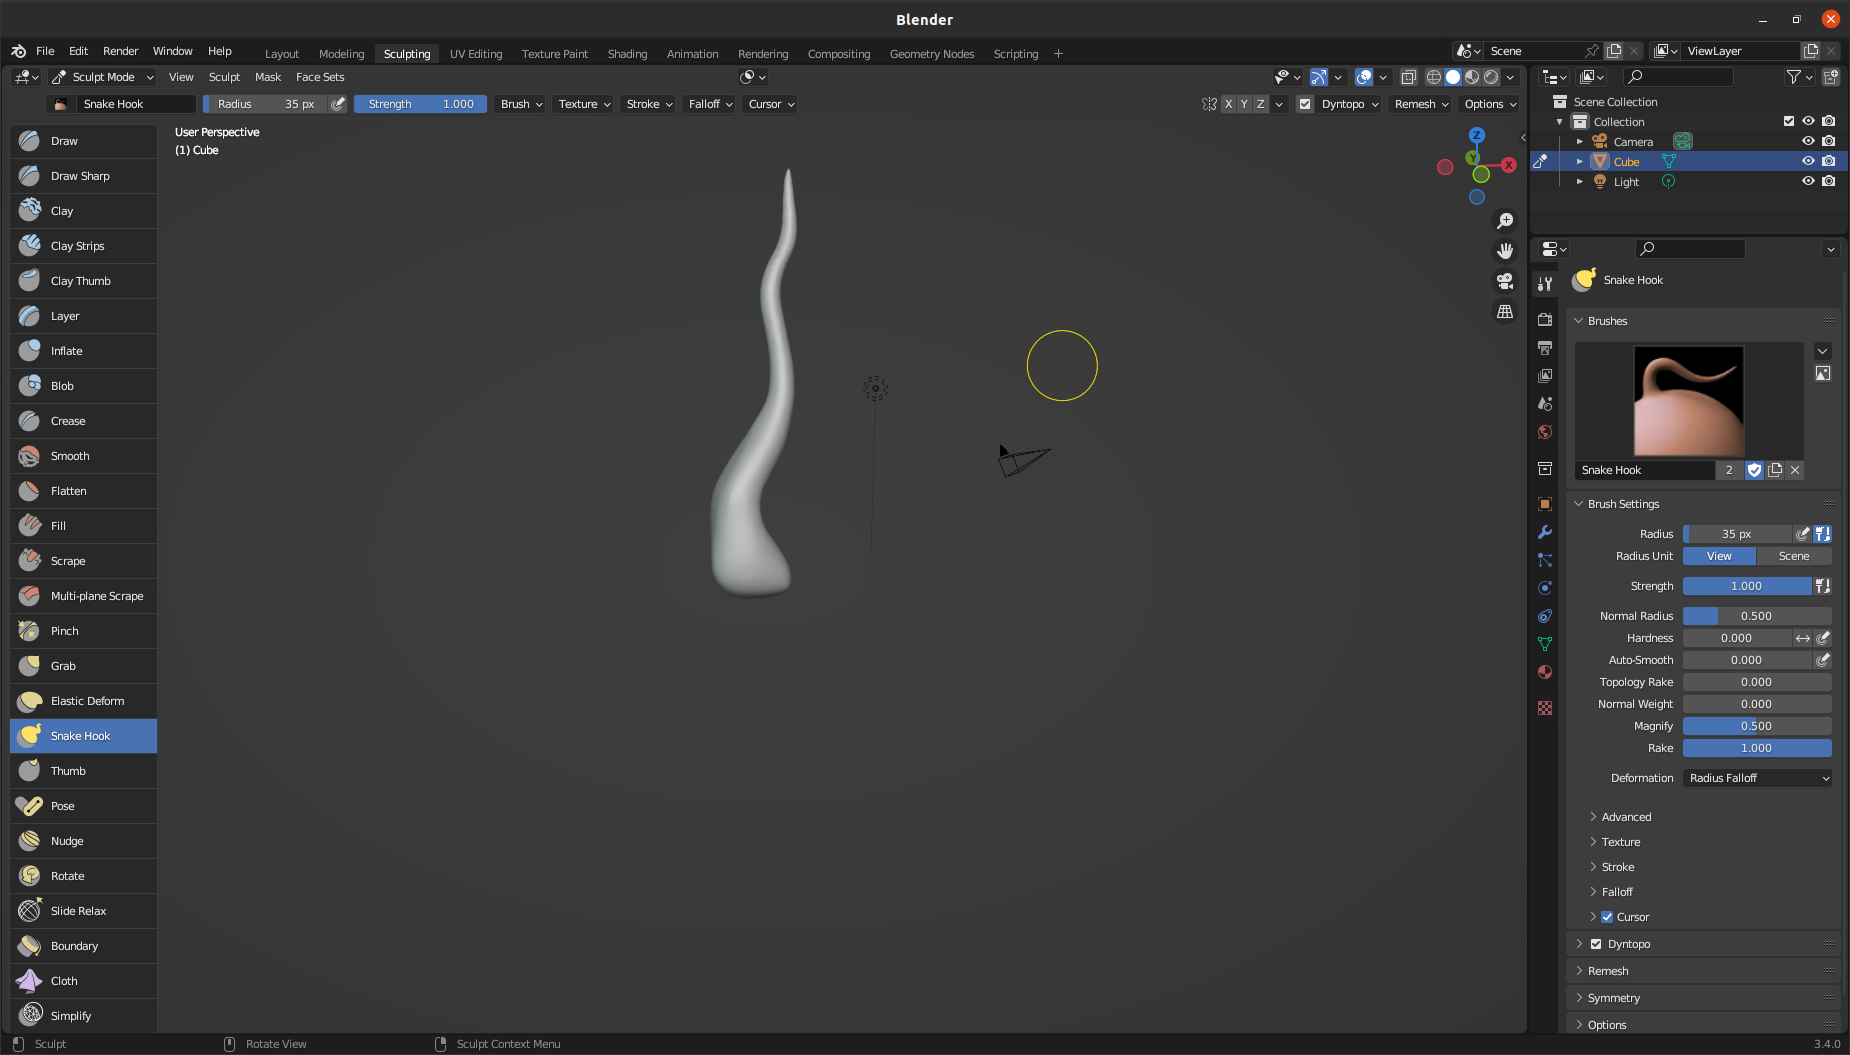 Blender
File Edit Render Window Help Layout Modeling Sculpting UV Editing Texture Paint Shading Animation Rendering Compositing Geometry Nodes Scripting + Scene ViewLayer
Sculpt Mode View Sculpt Mask Face Sets
Snake Hook Radius 35 px Strength 1.000 Brush Texture Stroke Falloff Cursor X Y Z Dyntopo Remesh Options
User Perspective
(1) Cube
Z
Y
X
Draw
Draw Sharp
Clay
Clay Strips
Clay Thumb
Layer
Inflate
Blob
Crease
Smooth
Flatten
Fill
Scrape
Multi-plane Scrape
Pinch
Grab
Elastic Deform
Snake Hook
Thumb
Pose
Nudge
Rotate
Slide Relax
Boundary
Cloth
Simplify
Scene Collection
Collection
Camera
Cube
Light
Snake Hook
Brushes
Snake Hook 2
Brush Settings
Radius 35 px
Radius Unit View Scene
Strength 1.000
Normal Radius 0.500
Hardness 0.000
Auto-Smooth 0.000
Topology Rake 0.000
Normal Weight 0.000
Magnify 0.500
Rake 1.000
Deformation Radius Falloff
Advanced
Texture
Stroke
Falloff
Cursor
Dyntopo
Remesh
Symmetry
Options
Sculpt Rotate View Sculpt Context Menu 3.4.0